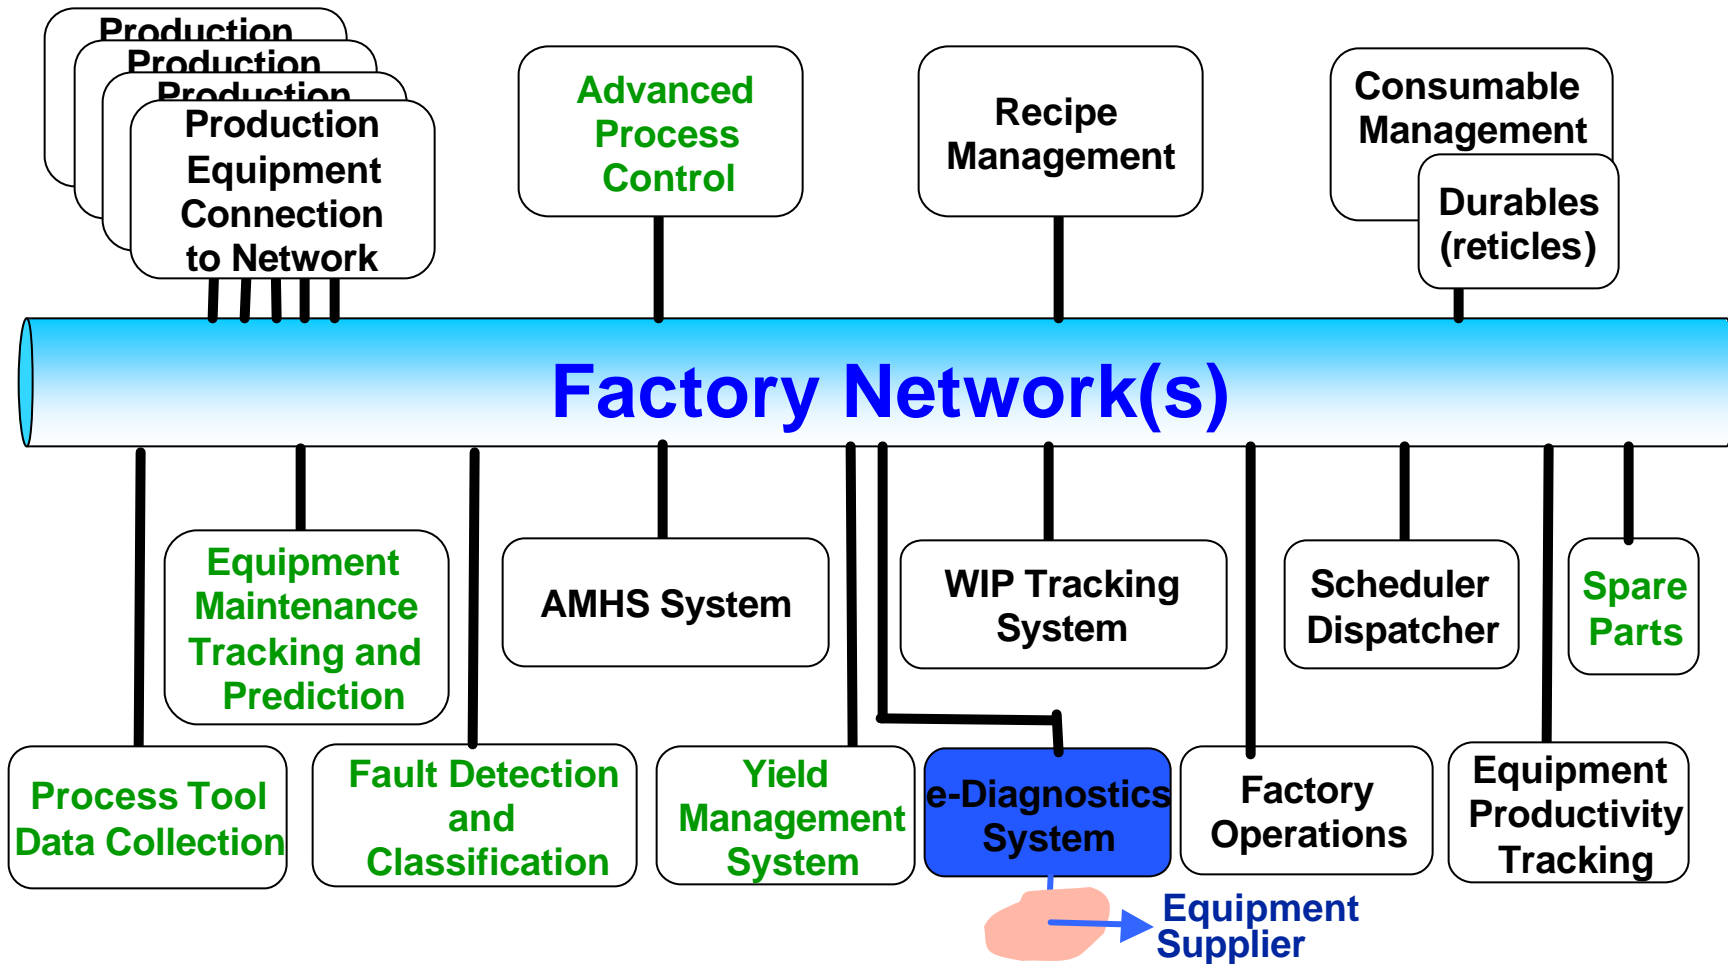 Production
Production
Production
Production
Equipment
Connection
to Network
Advanced
Process
Control
Recipe
Management
Consumable
Management
Durables
(reticles)
Factory Network(s)
Equipment
Maintenance
Tracking and
Prediction
AMHS System
WIP Tracking
System
Scheduler
Dispatcher
Spare
Parts
Process Tool
Data Collection
Fault Detection
and
Classification
Yield
Management
System
e-Diagnostics
System
Factory
Operations
Equipment
Productivity
Tracking
Equipment
Supplier